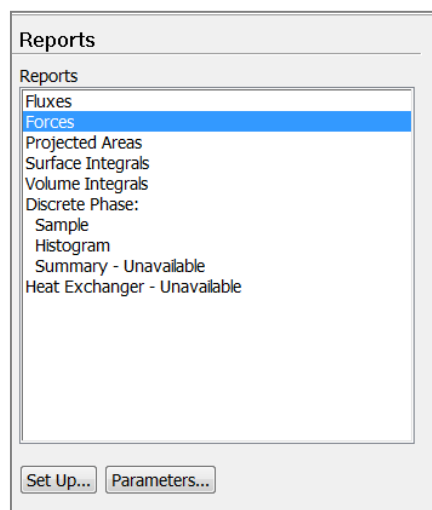 Reports
Reports
Fluxes
Forces
Projected Areas
Surface Integrals
Volume Integrals
Discrete Phase:
Sample
Histogram
Summary - Unavailable
Heat Exchanger - Unavailable
Set Up... Parameters...